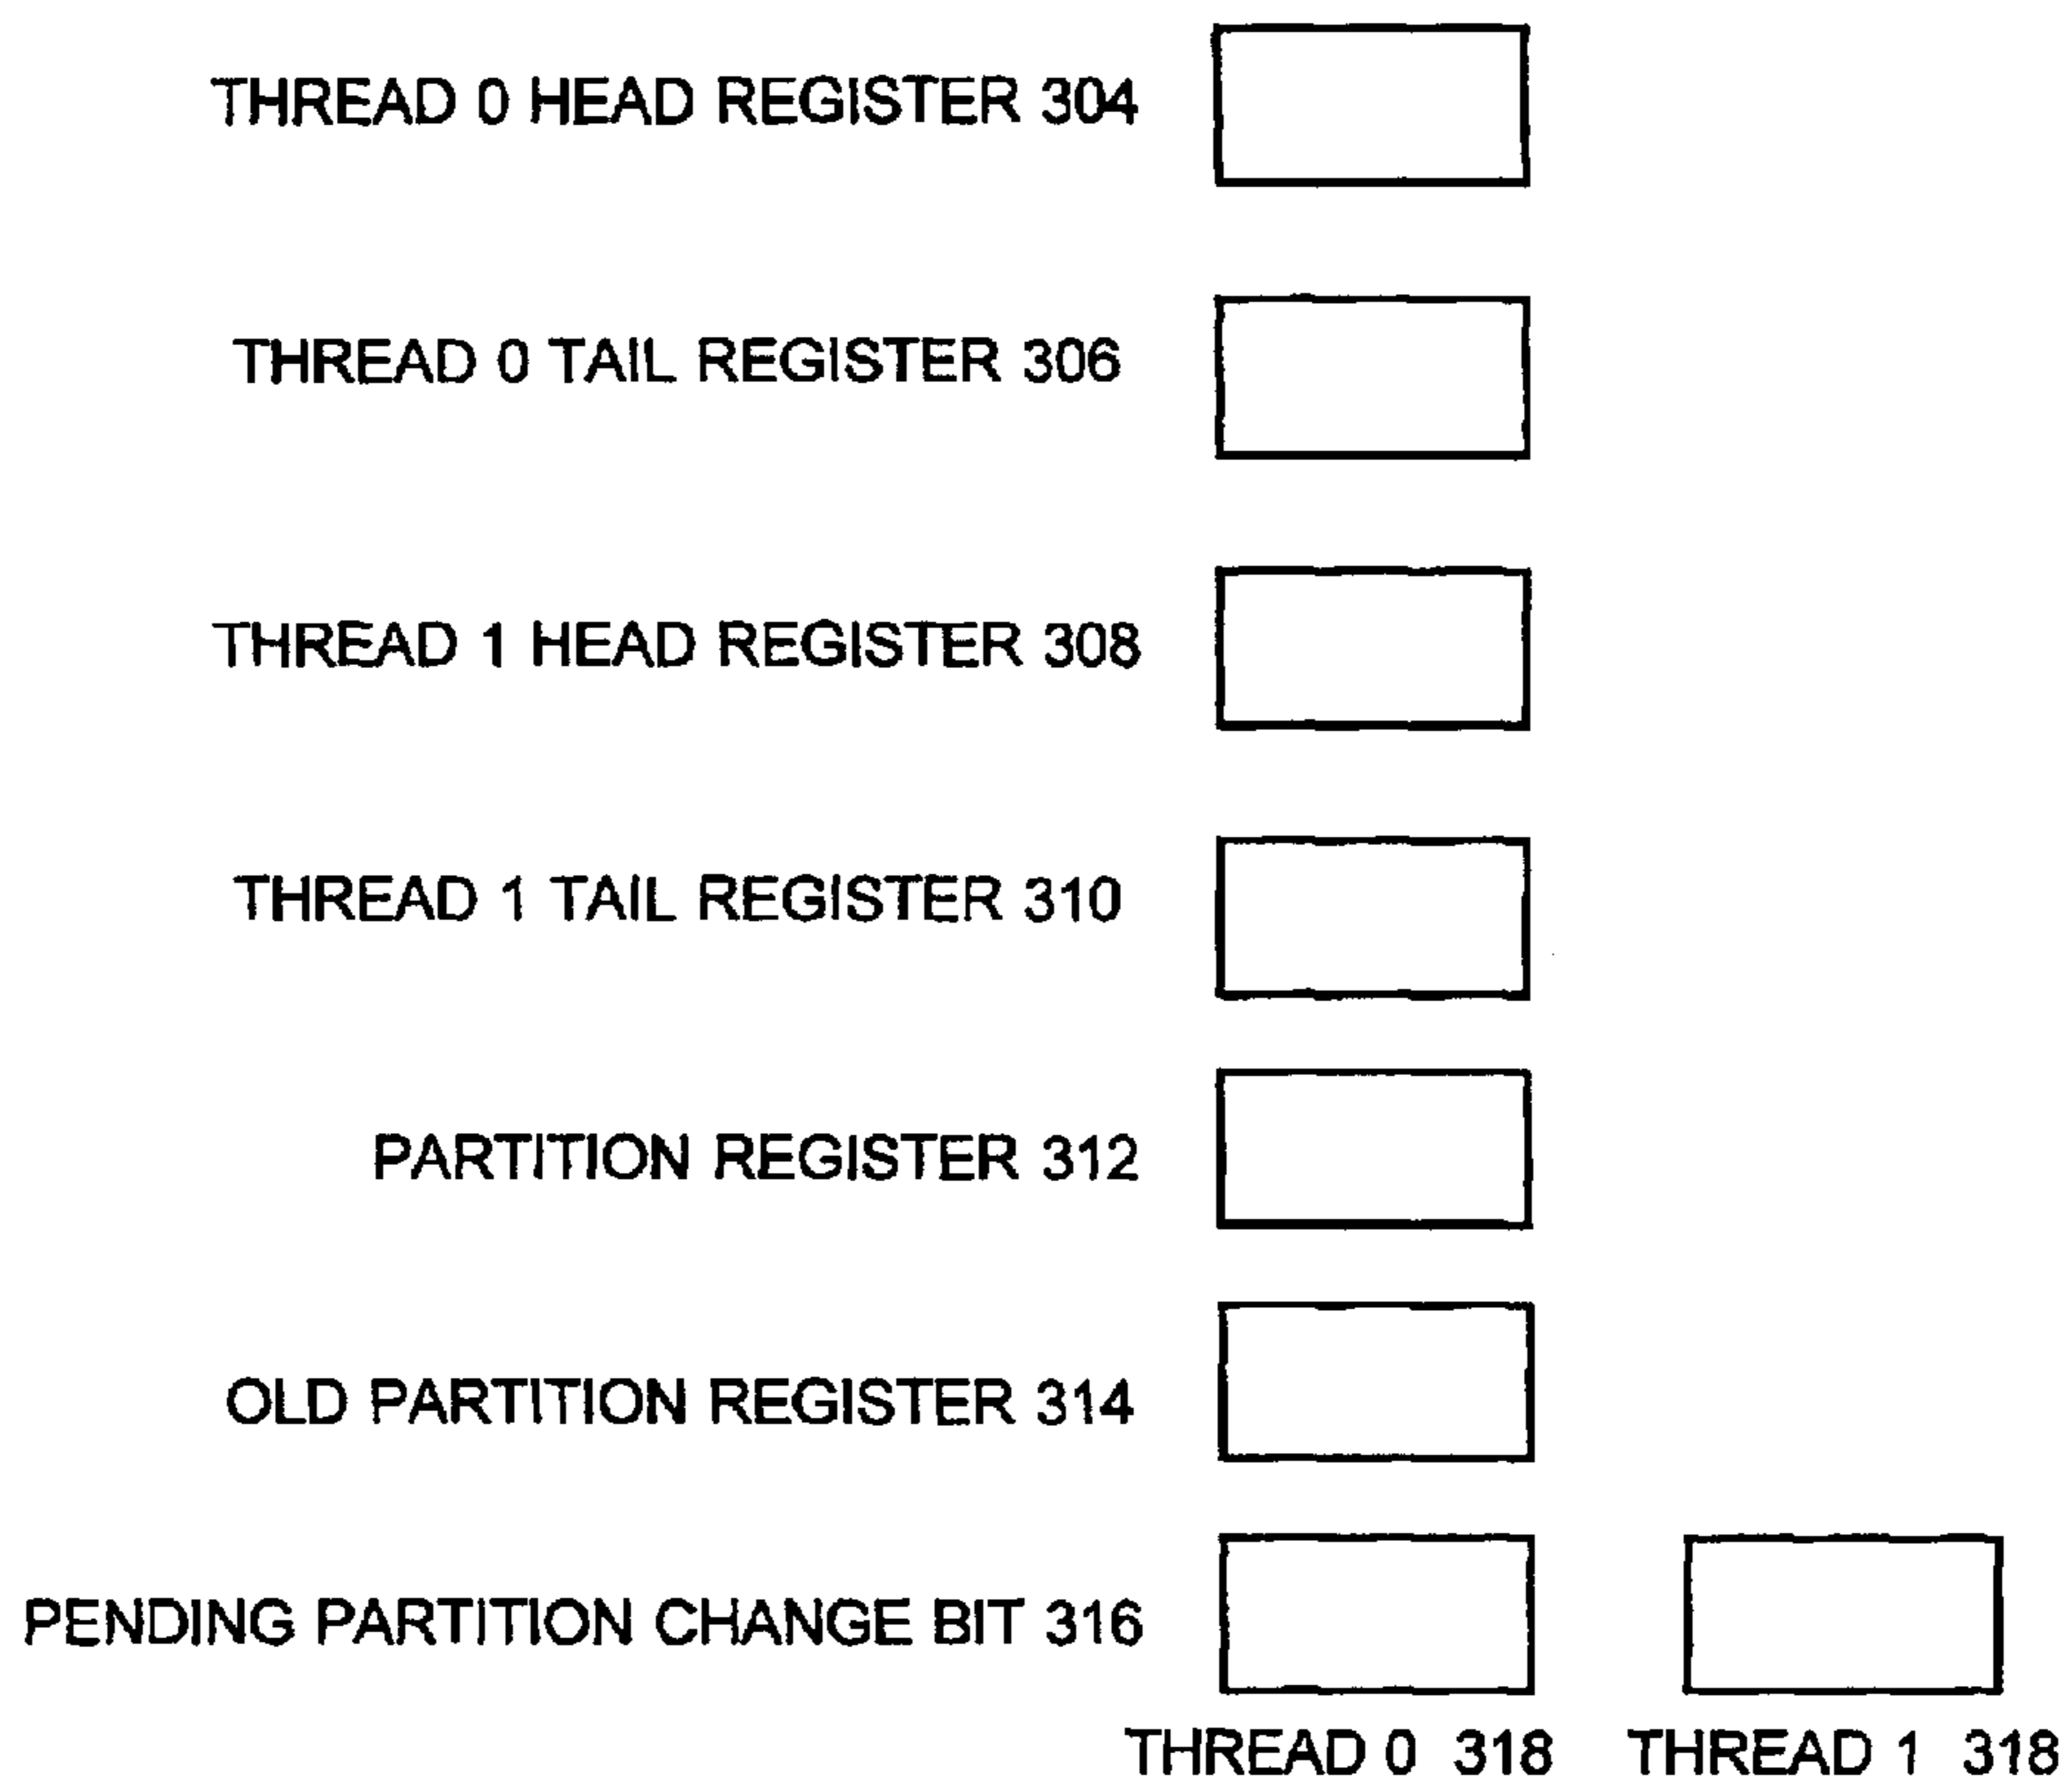 THREAD 0 HEAD REGISTER 304
THREAD 0 TAIL REGISTER 306
THREAD 1 HEAD REGISTER 308
THREAD 1 TAIL REGISTER 310
PARTITION REGISTER 312
OLD PARTITION REGISTER 314
PENDING PARTITION CHANGE BIT 316
THREAD 0 318 THREAD 1 318